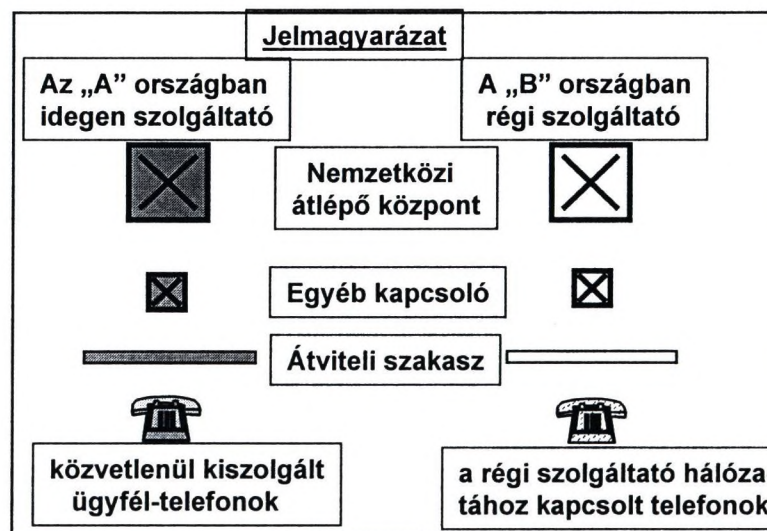 Jelmagyarázat
Az „A” országban
idegen szolgáltató
A „B” országban
régi szolgáltató
Nemzetközi
átlépő központ
Egyéb kapcsoló
Átviteli szakasz
közvetlenül kiszolgált
ügyfél-telefonok
a régi szolgáltató hálóza
tához kapcsolt telefonok